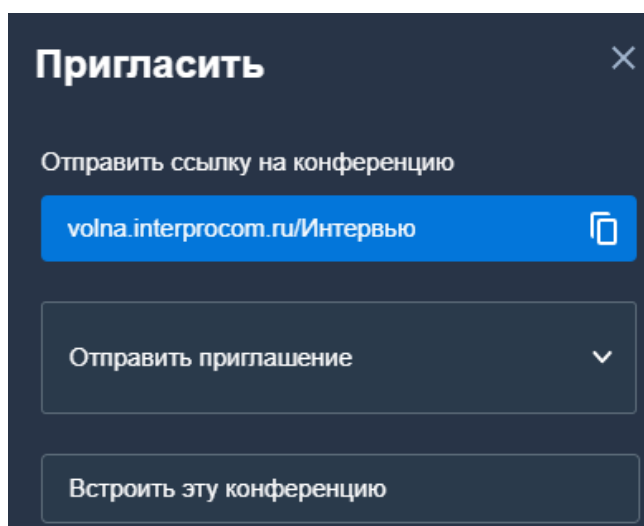 Пригласить
Отправить ссылку на конференцию
volna.interprocom.ru/Интервью
Отправить приглашение
Встроить эту конференцию